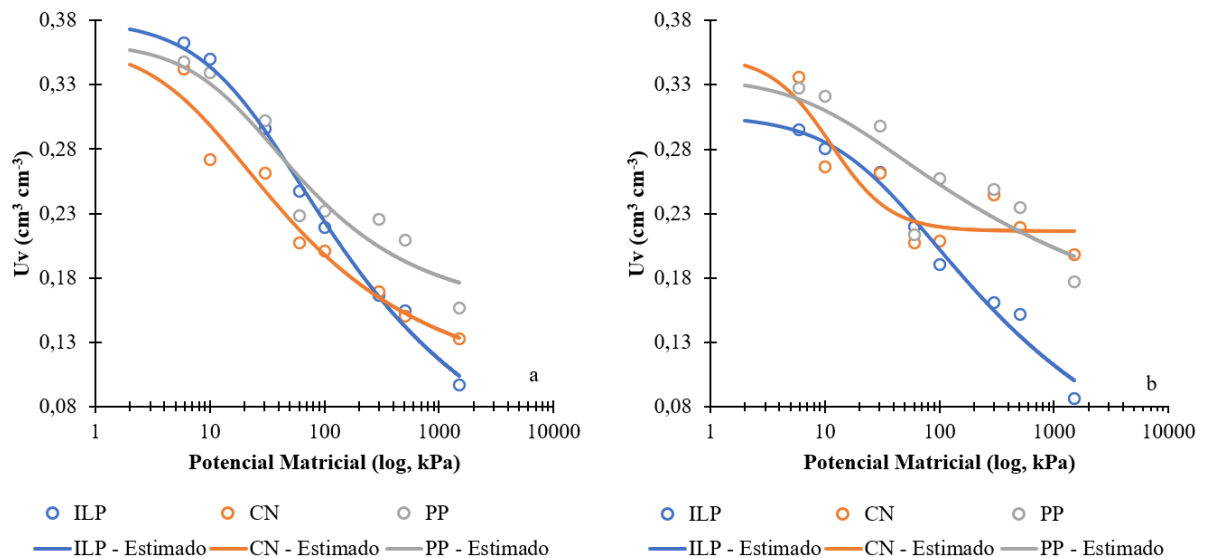 0,38
0,33
0,28
0,23
0,18
0,13
0,08
Uv (cm³ cm⁻³)
1 10 100 1000 10000
Potencial Matricial (log, kPa)
a
ILP CN PP
ILP - Estimado CN - Estimado PP - Estimado
0,38
0,33
0,28
0,23
0,18
0,13
0,08
Uv (cm³ cm⁻³)
1 10 100 1000 10000
Potencial Matricial (log, kPa)
b
ILP CN PP
ILP - Estimado CN - Estimado PP - Estimado